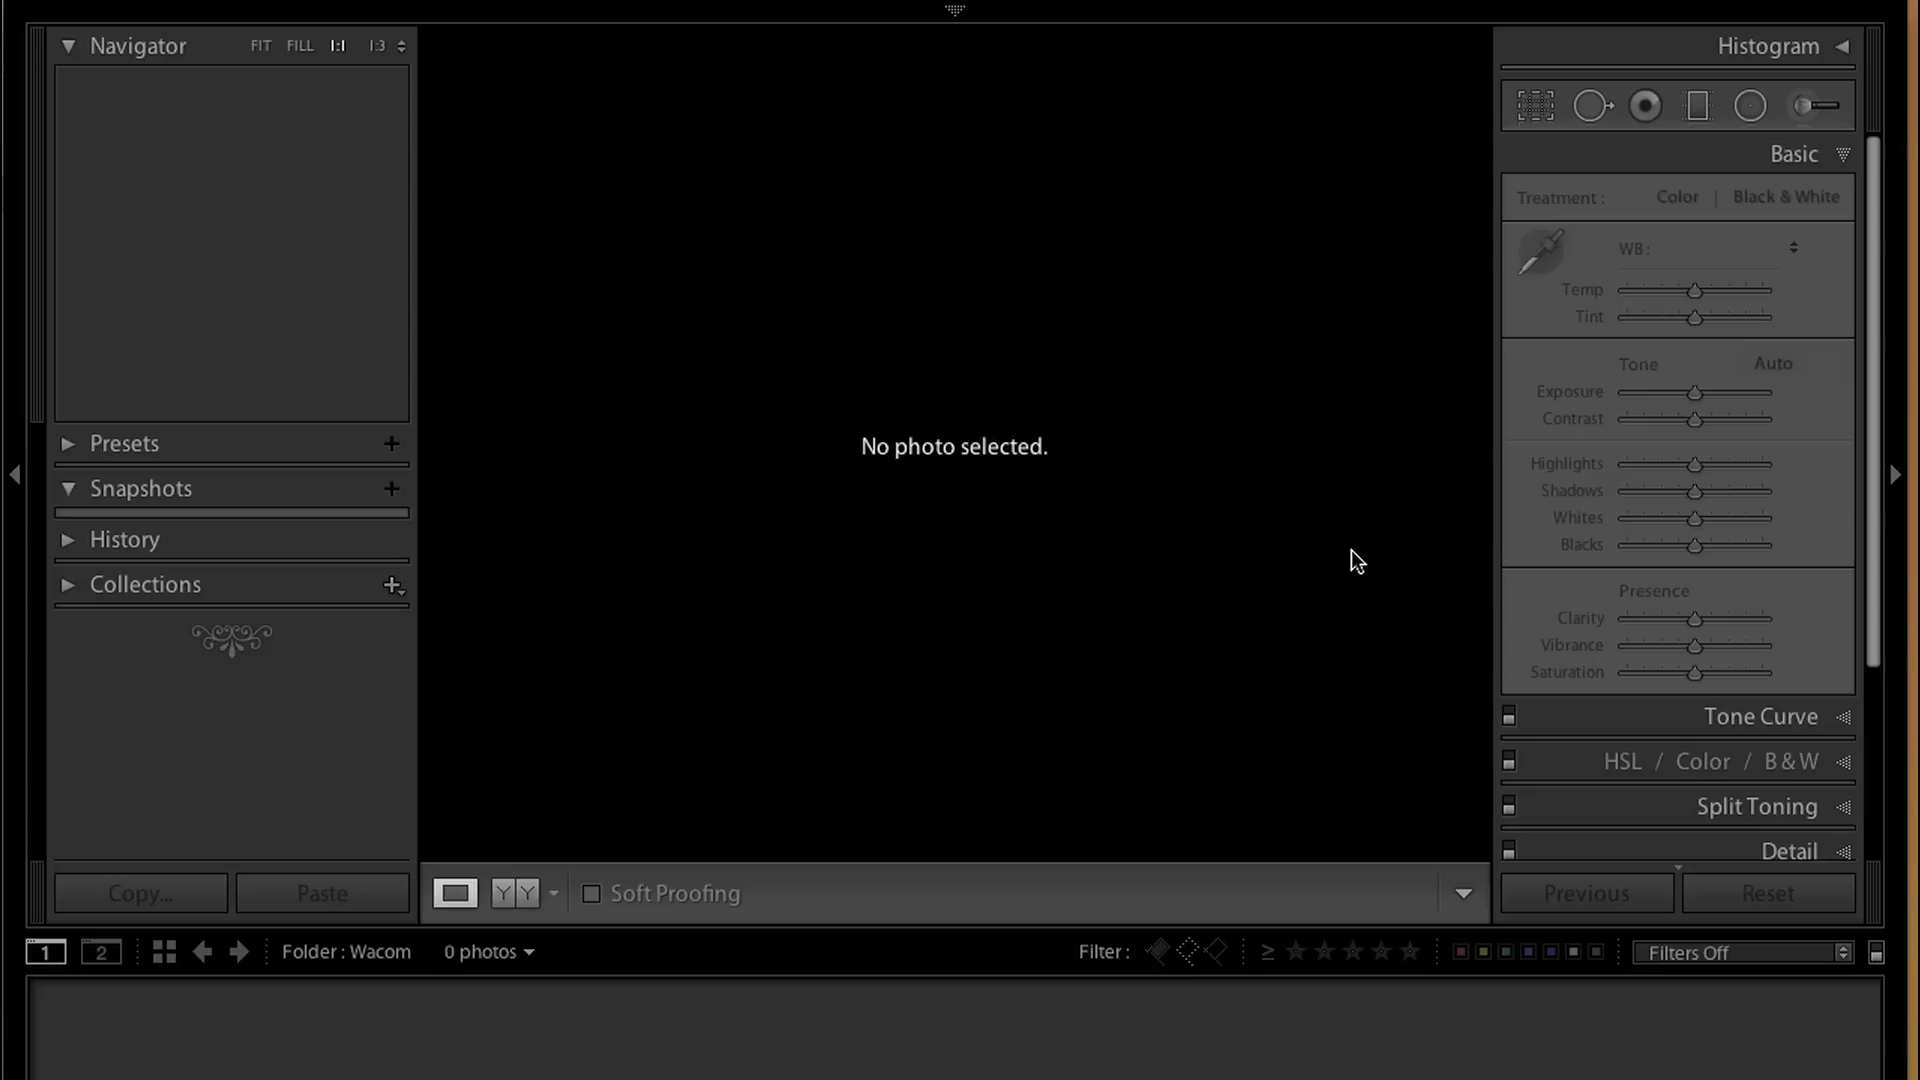 Navigator FIT FILL 1:1 1:3
Histogram
Basic
Treatment : Color | Black & White
WB :
Temp
Tint
Tone Auto
Exposure
Contrast
Highlights
Shadows
Whites
Blacks
Presence
Clarity
Vibrance
Saturation
Tone Curve
HSL / Color / B & W
Split Toning
Detail
Previous Reset
No photo selected.
Presets
Snapshots
History
Collections
Copy... Paste
Y Y Soft Proofing
1 2 Folder : Wacom 0 photos Filter : ≥ Filters Off